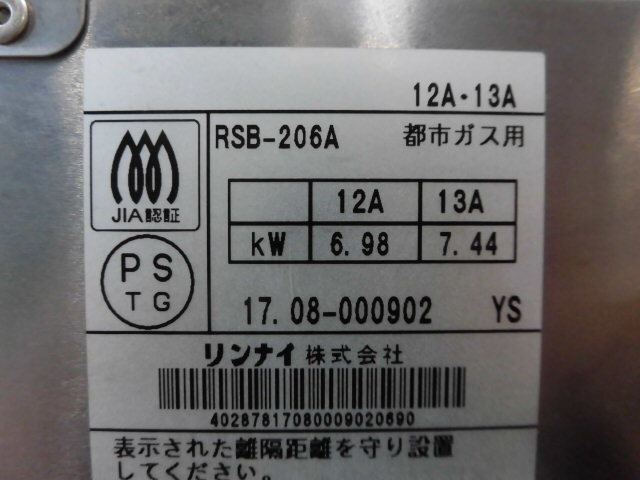 12A・13A
RSB-206A 都市ガス用
JIA認証
12A 13A
kW 6.98 7.44
PS
TG
17.08-000902 YS
リンナイ株式会社
40287817080009020690
表示された離隔距離を守り設置
してください。